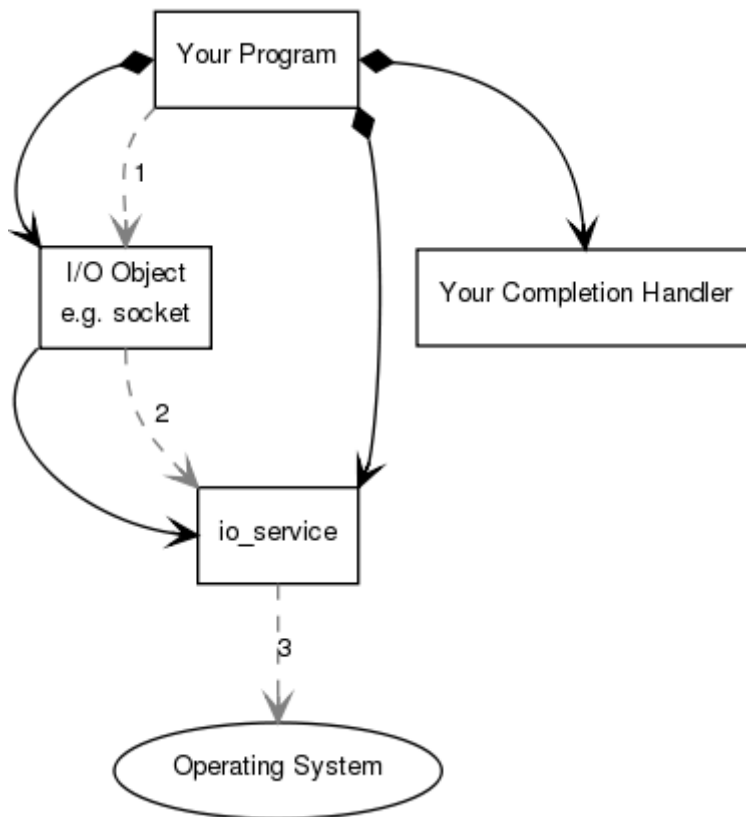 Your Program
1
I/O Object
e.g. socket
Your Completion Handler
2
io_service
3
Operating System